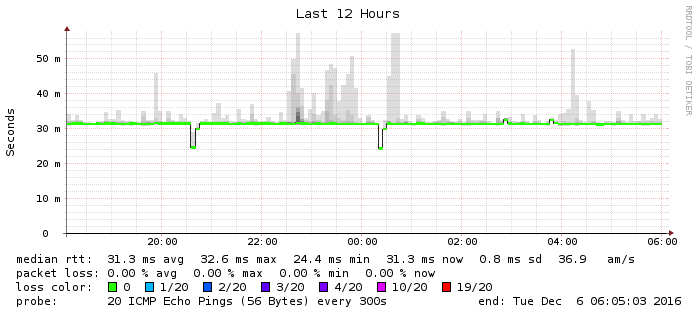 Last 12 Hours
RRDTOOL / TOBI OETIKER
Seconds
50 m
40 m
30 m
20 m
10 m
0
20:00 22:00 00:00 02:00 04:00 06:00
median rtt: 31.3 ms avg 32.6 ms max 24.4 ms min 31.3 ms now 0.8 ms sd 36.9 am/s
packet loss: 0.00 % avg 0.00 % max 0.00 % min 0.00 % now
loss color: 0 1/20 2/20 3/20 4/20 10/20 19/20
probe: 20 ICMP Echo Pings (56 Bytes) every 300s end: Tue Dec 6 06:05:03 2016